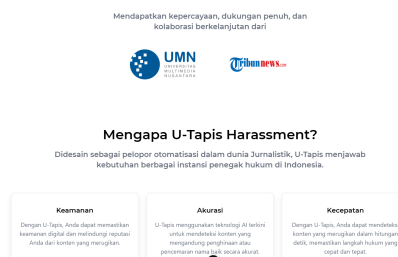 Mendapatkan kepercayaan, dukungan penuh, dan
kolaborasi berkelanjutan dari
UMN
UNIVERSITAS
MULTIMEDIA
NUSANTARA
Tribunnews.com
Mengapa U-Tapis Harassment?
Didesain sebagai pelopor otomatisasi dalam dunia Jurnalistik, U-Tapis menjawab
kebutuhan berbagai instansi penegak hukum di Indonesia.
Keamanan
Dengan U-Tapis, Anda dapat memastikan
keamanan digital dan melindungi reputasi
Anda dari konten yang merugikan.
Akurasi
U-Tapis menggunakan teknologi AI terkini
untuk mendeteksi konten yang
mengandung penghinaan atau
pencemaran nama baik secara akurat.
Kecepatan
Dengan U-Tapis, Anda dapat mendeteksi
konten yang merugikan dalam hitungan
detik, memastikan langkah hukum yang
cepat dan tepat.